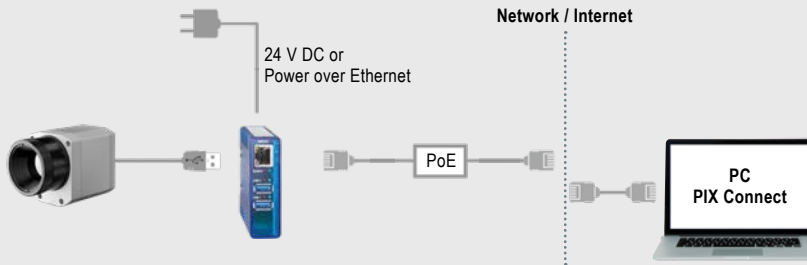 Network / Internet
24 V DC or
Power over Ethernet
PoE
PC
PIX Connect